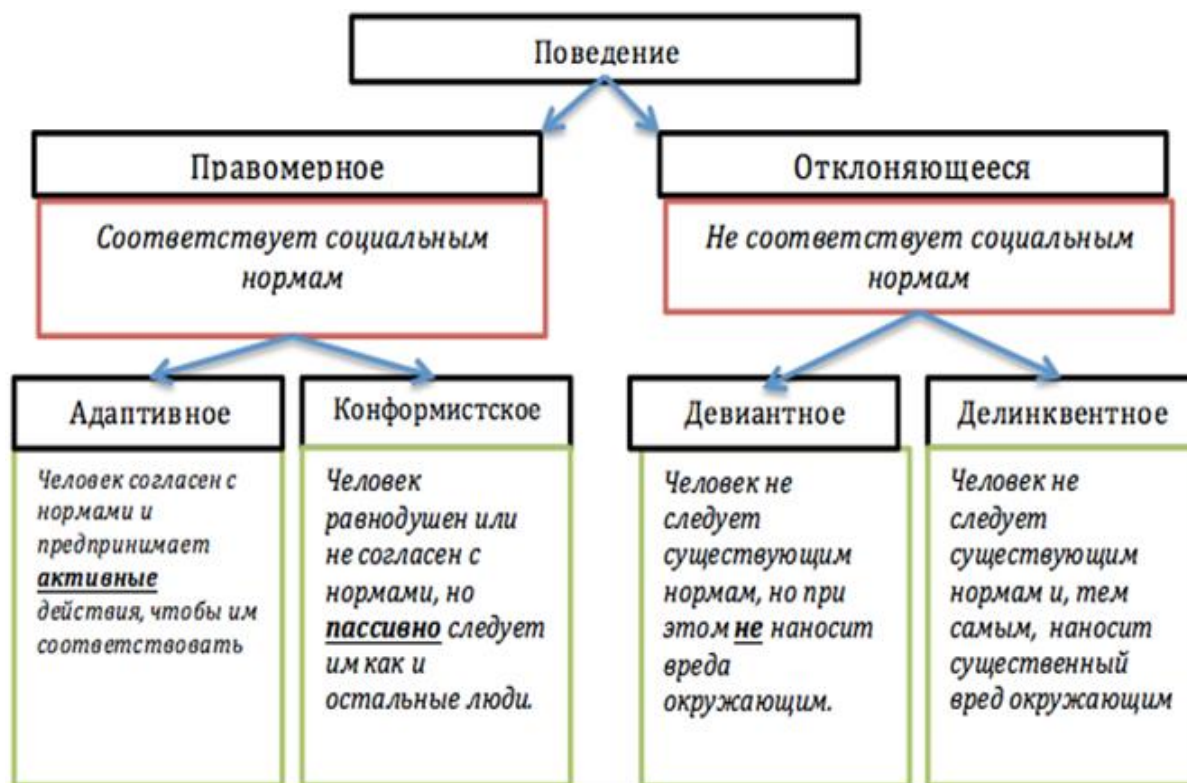 Поведение
Правомерное
Соответствует социальным
нормам
Отклоняющееся
Не соответствует социальным
нормам
Адаптивное
Человек согласен с
нормами и
предпринимает
активные
действия, чтобы им
соответствовать
Конформистское
Человек
равнодушен или
не согласен с
нормами, но
пассивно следует
им как и
остальные люди.
Девиантное
Человек не
следует
существующим
нормам, но при
этом не наносит
вреда
окружающим.
Делинквентное
Человек не
следует
существующим
нормам и, тем
самым, наносит
существенный
вред окружающим